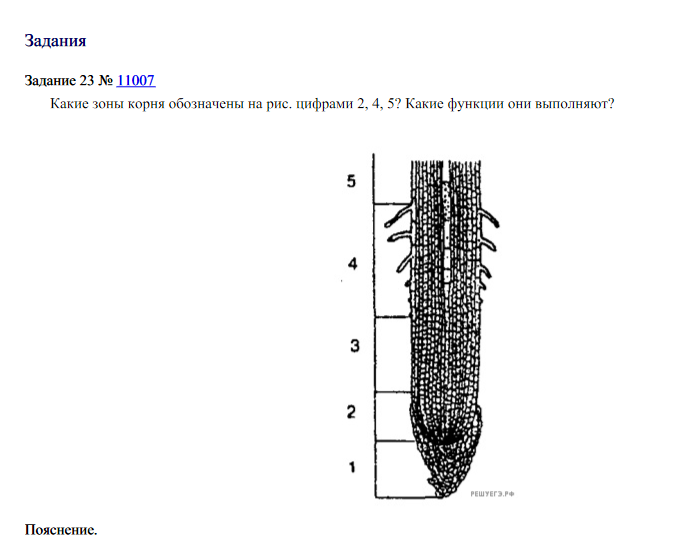 Задания
Задание 23 № 11007
Какие зоны корня обозначены на рис. цифрами 2, 4, 5? Какие функции они выполняют?
5
4
3
2
1
РЕШУЕГЭ.РФ
Пояснение.